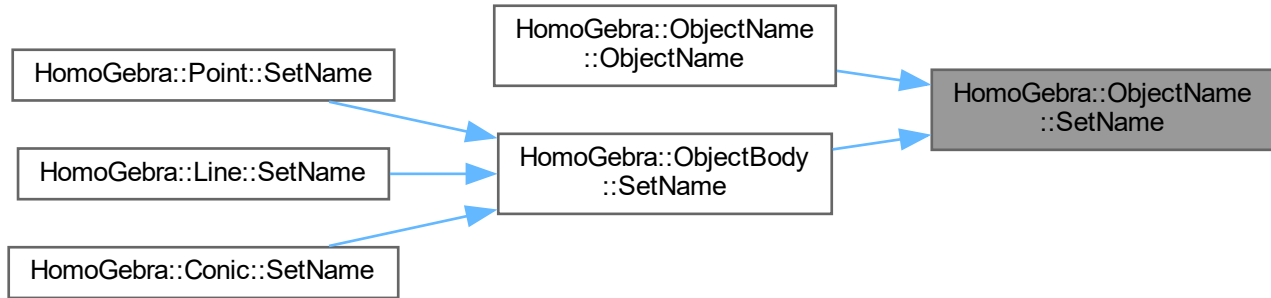 HomoGebra::Point::SetName
HomoGebra::Line::SetName
HomoGebra::Conic::SetName
HomoGebra::ObjectName
::ObjectName
HomoGebra::ObjectBody
::SetName
HomoGebra::ObjectName
::SetName